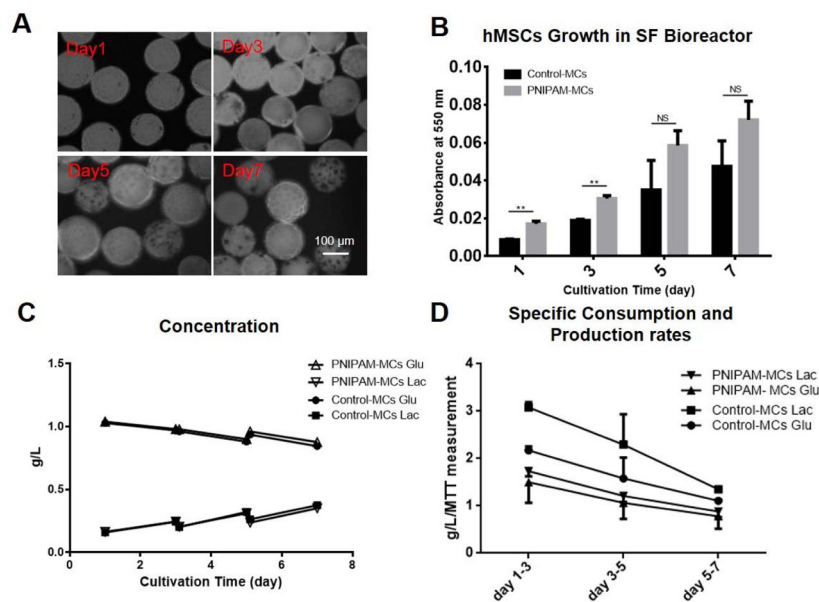 A
Day1
Day3
Day5
Day7
100 µm
B
hMSCs Growth in SF Bioreactor
Control-MCs
PNIPAM-MCs
Absorbance at 550 nm
0.10
0.08
0.06
0.04
0.02
0.00
**
**
NS
NS
1 3 5 7
Cultivation Time (day)
C
Concentration
PNIPAM-MCs Glu
PNIPAM-MCs Lac
Control-MCs Glu
Control-MCs Lac
g/L
1.5
1.0
0.5
0.0
0 2 4 6 8
Cultivation Time (day)
D
Specific Consumption and
Production rates
PNIPAM-MCs Lac
PNIPAM- MCs Glu
Control-MCs Lac
Control-MCs Glu
g/L/MTT measurement
4
3
2
1
0
day 1-3
day 3-5
day 5-7